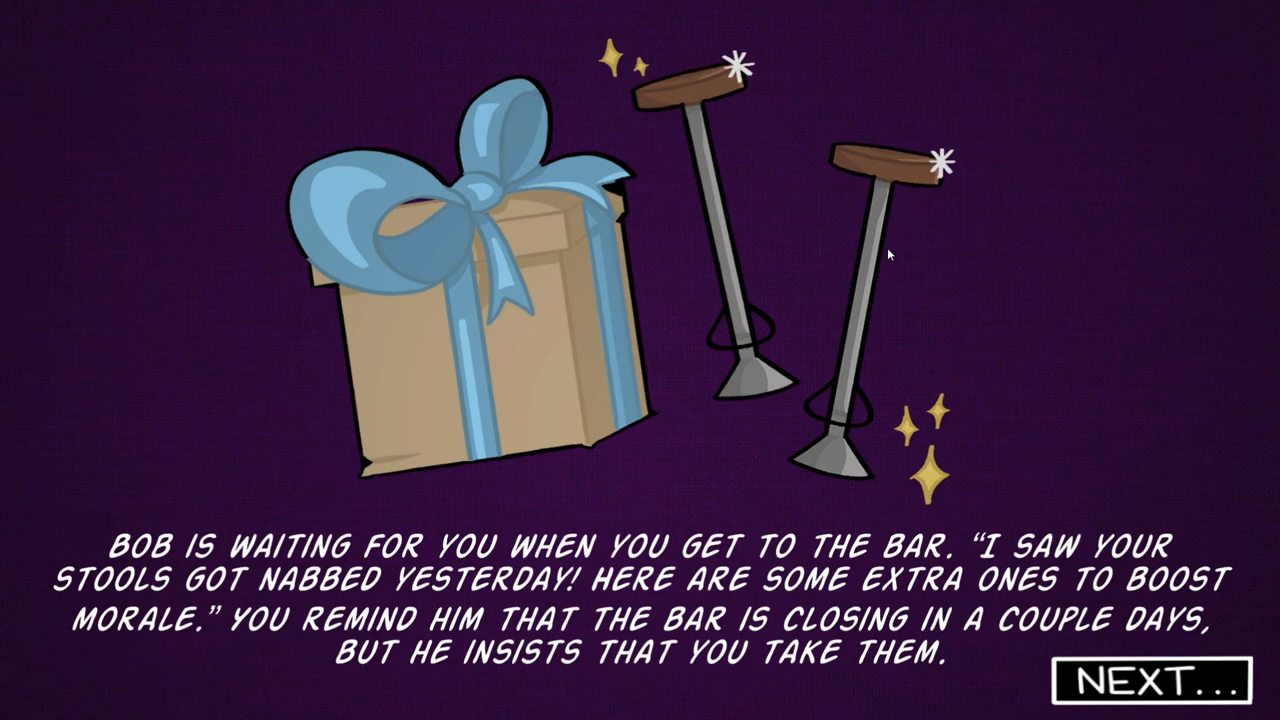 BOB IS WAITING FOR YOU WHEN YOU GET TO THE BAR. “I SAW YOUR
STOOLS GOT NABBED YESTERDAY! HERE ARE SOME EXTRA ONES TO BOOST
MORALE.” YOU REMIND HIM THAT THE BAR IS CLOSING IN A COUPLE DAYS,
BUT HE INSISTS THAT YOU TAKE THEM.
NEXT...